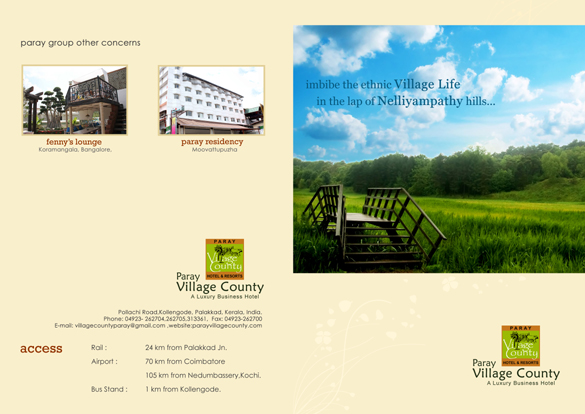 paray group other concerns
fenny's lounge
Koramangala, Bangalore.
paray residency
Moovattupuzha
PARAY
Village
County
HOTEL & RESORTS
Paray
Village County
A Luxury Business Hotel
Pollachi Road,Kollengode, Palakkad, Kerala, India.
Phone: 04923- 262704,262705,313361, Fax: 04923-262700
E-mail: villagecountyparay@gmail.com .website:parayvillagecounty.com
access
Rail : 24 km from Palakkad Jn.
Airport : 70 km from Coimbatore
105 km from Nedumbassery,Kochi.
Bus Stand : 1 km from Kollengode.
imbibe the ethnic Village Life
in the lap of Nelliyampathy hills...
PARAY
Village
County
HOTEL & RESORTS
Paray
Village County
A Luxury Business Hotel